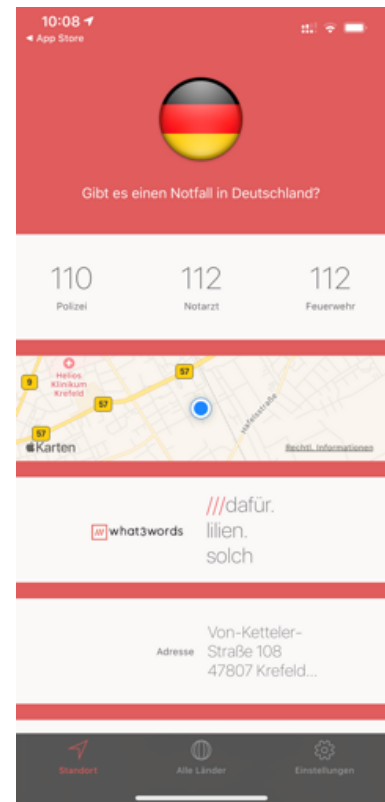 10:08
◀ App Store
Gibt es einen Notfall in Deutschland?
110 112 112
Polizei Notarzt Feuerwehr
57
9
Helios
Klinikum
Krefeld
57
Hafelsstraße
57
Karten
Rechtl. Informationen
///dafür.
what3words lilien.
solch
Von-Ketteler-
Adresse Straße 108
47807 Krefeld...
Standort Alle Länder Einstellungen